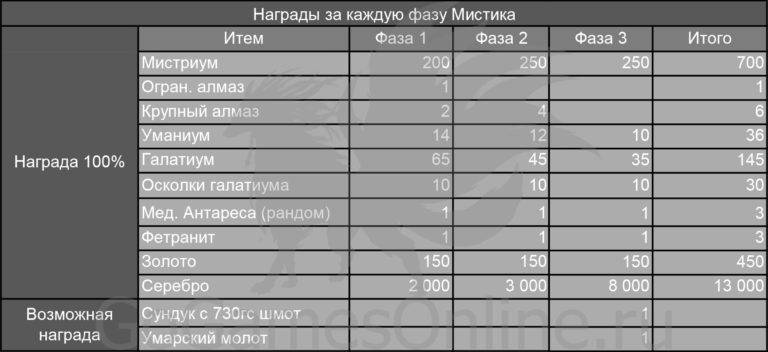 Награды за каждую фазу Мистика
Итем Фаза 1 Фаза 2 Фаза 3 Итого
Награда 100%
Мистриум 200 250 250 700
Огран. алмаз 1 1
Крупный алмаз 2 4 6
Уманиум 14 12 10 36
Галатиум 65 45 35 145
Осколки галатиума 10 10 10 30
Мед. Антареса (рандом) 1 1 1 3
Фетранит 1 1 1 3
Золото 150 150 150 450
Серебро 2 000 3 000 8 000 13 000
Возможная награда
Сундук с 730гс шмот 1
Умарский молот 1
GoGamesOnline.ru